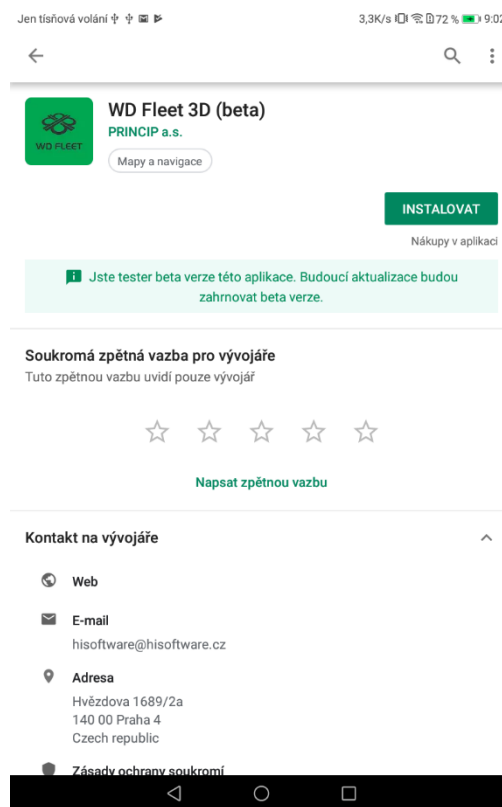 Jen tísňová volání 3,3K/s 72 % 9:02
WD Fleet 3D (beta)
PRINCIP a.s.
WD FLEET
Mapy a navigace
INSTALOVAT
Nákupy v aplikaci
Jste tester beta verze této aplikace. Budoucí aktualizace budou
zahrnovat beta verze.
Soukromá zpětná vazba pro vývojáře
Tuto zpětnou vazbu uvidí pouze vývojář
Napsat zpětnou vazbu
Kontakt na vývojáře
Web
E-mail
hisoftware@hisoftware.cz
Adresa
Hvězdova 1689/2a
140 00 Praha 4
Czech republic
Zásady ochrany soukromí